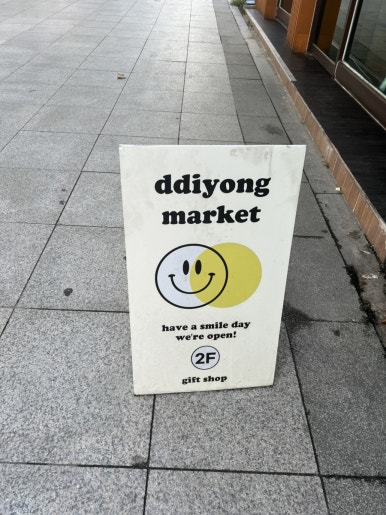 ddiyong
market
have a smile day
we're open!
2F
gift shop